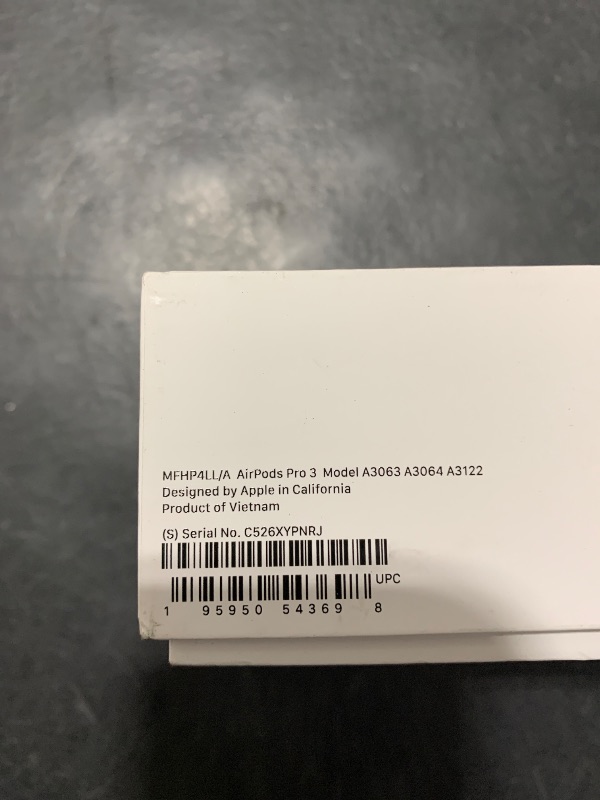 MFHP4LL/A AirPods Pro 3 Model A3063 A3064 A3122
Designed by Apple in California
Product of Vietnam
(S) Serial No. C526XYPNRJ
UPC
1 95950 54369 8